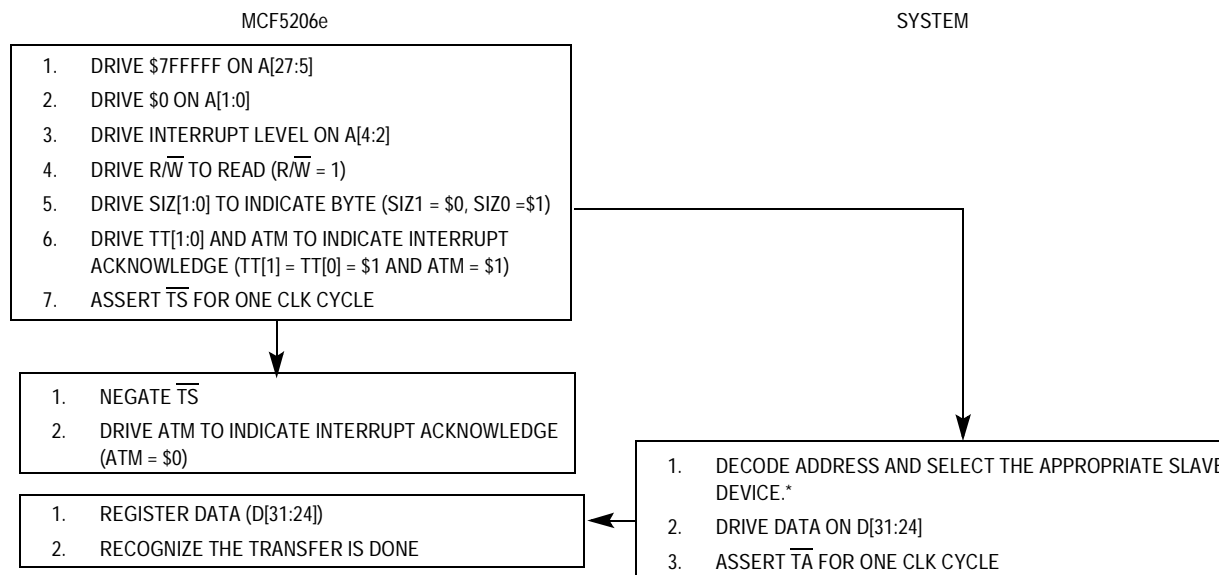 MCF5206e
SYSTEM
1. DRIVE $7FFFFF ON A[27:5]
2. DRIVE $0 ON A[1:0]
3. DRIVE INTERRUPT LEVEL ON A[4:2]
4. DRIVE R/W̅ TO READ (R/W̅ = 1)
5. DRIVE SIZ[1:0] TO INDICATE BYTE (SIZ1 = $0, SIZ0 =$1)
6. DRIVE TT[1:0] AND ATM TO INDICATE INTERRUPT
ACKNOWLEDGE (TT[1] = TT[0] = $1 AND ATM = $1)
7. ASSERT T̅S̅ FOR ONE CLK CYCLE
1. NEGATE T̅S̅
2. DRIVE ATM TO INDICATE INTERRUPT ACKNOWLEDGE
(ATM = $0)
1. DECODE ADDRESS AND SELECT THE APPROPRIATE SLAVE
DEVICE.*
2. DRIVE DATA ON D[31:24]
3. ASSERT T̅A̅ FOR ONE CLK CYCLE
1. REGISTER DATA (D[31:24])
2. RECOGNIZE THE TRANSFER IS DONE